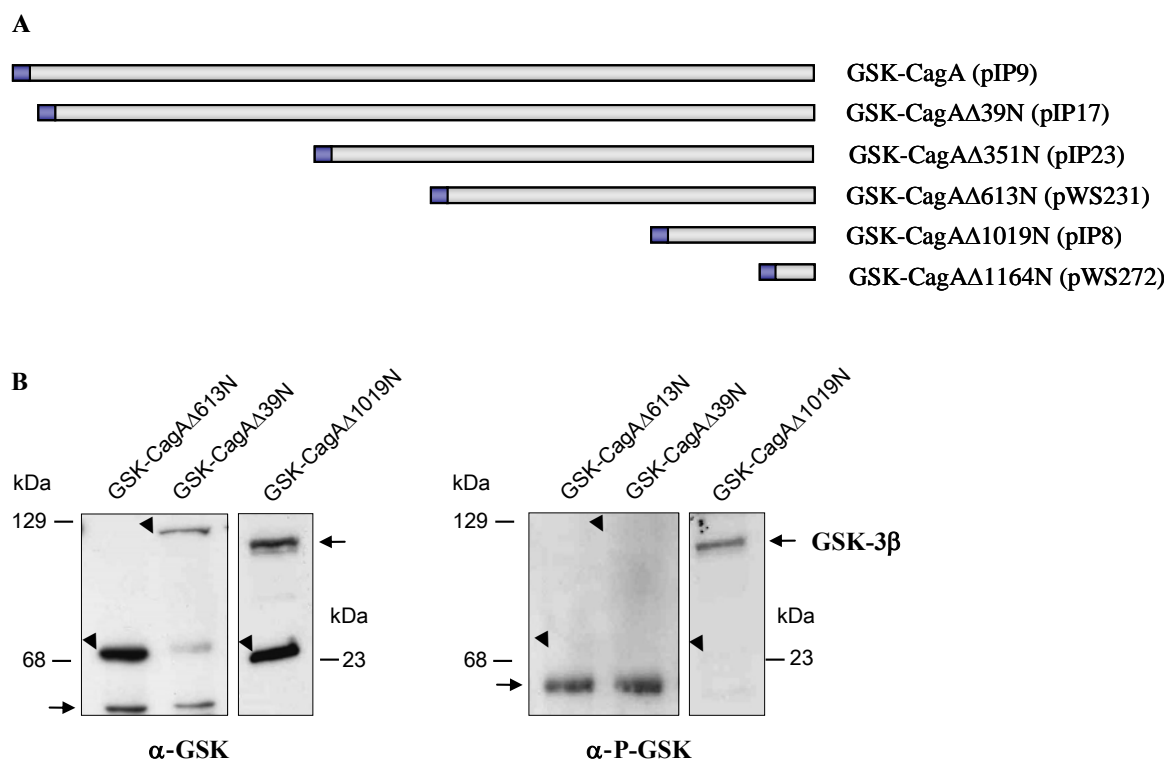 A
GSK-CagA (pIP9)
GSK-CagAΔ39N (pIP17)
GSK-CagAΔ351N (pIP23)
GSK-CagAΔ613N (pWS231)
GSK-CagAΔ1019N (pIP8)
GSK-CagAΔ1164N (pWS272)
B
GSK-CagAΔ613N
GSK-CagAΔ39N
GSK-CagAΔ1019N
kDa
129
68
kDa
23
α-GSK
GSK-CagAΔ613N
GSK-CagAΔ39N
GSK-CagAΔ1019N
kDa
129
68
GSK-3β
kDa
23
α-P-GSK